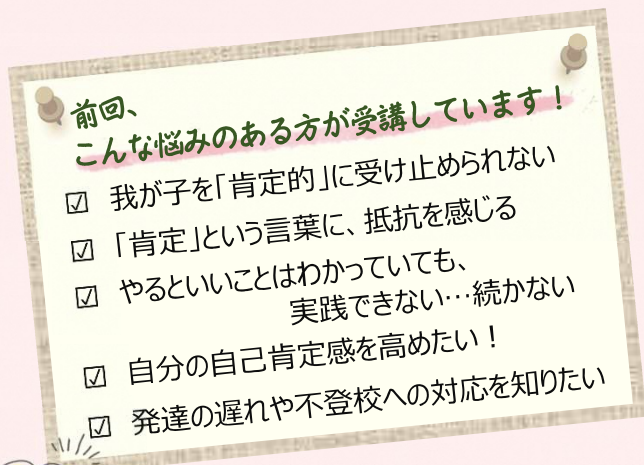 前回、
こんな悩みのある方が受講しています！
☑ 我が子を「肯定的」に受け止められない
☑ 「肯定」という言葉に、抵抗を感じる
☑ やるといいことはわかっていても、
実践できない…続かない
☑ 自分の自己肯定感を高めたい！
☑ 発達の遅れや不登校への対応を知りたい